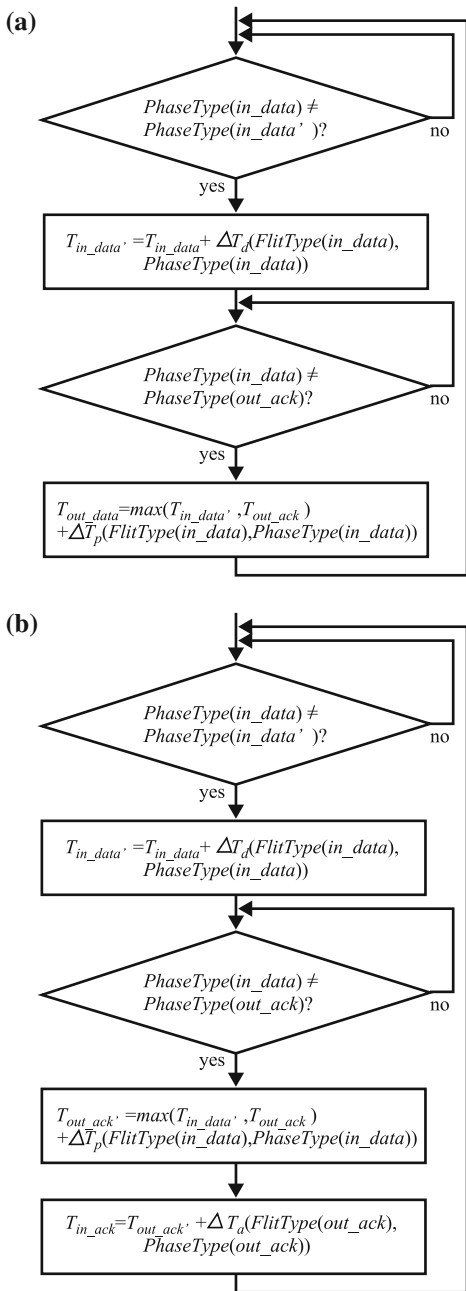 (a)
PhaseType(in_data) ≠
PhaseType(in_data’ )?
no
yes
T_in_data’ =T_in_data+ ΔT_d(FlitType(in_data),
PhaseType(in_data))
PhaseType(in_data) ≠
PhaseType(out_ack)?
no
yes
T_out_data=max(T_in_data’ ,T_out_ack )
+ΔT_p(FlitType(in_data),PhaseType(in_data))
(b)
PhaseType(in_data) ≠
PhaseType(in_data’ )?
no
yes
T_in_data’ =T_in_data+ ΔT_d(FlitType(in_data),
PhaseType(in_data))
PhaseType(in_data) ≠
PhaseType(out_ack)?
no
yes
T_out_ack’ =max(T_in_data’ ,T_out_ack )
+ΔT_p(FlitType(in_data),PhaseType(in_data))
T_in_ack=T_out_ack’ +Δ T_a(FlitType(out_ack),
PhaseType(out_ack))